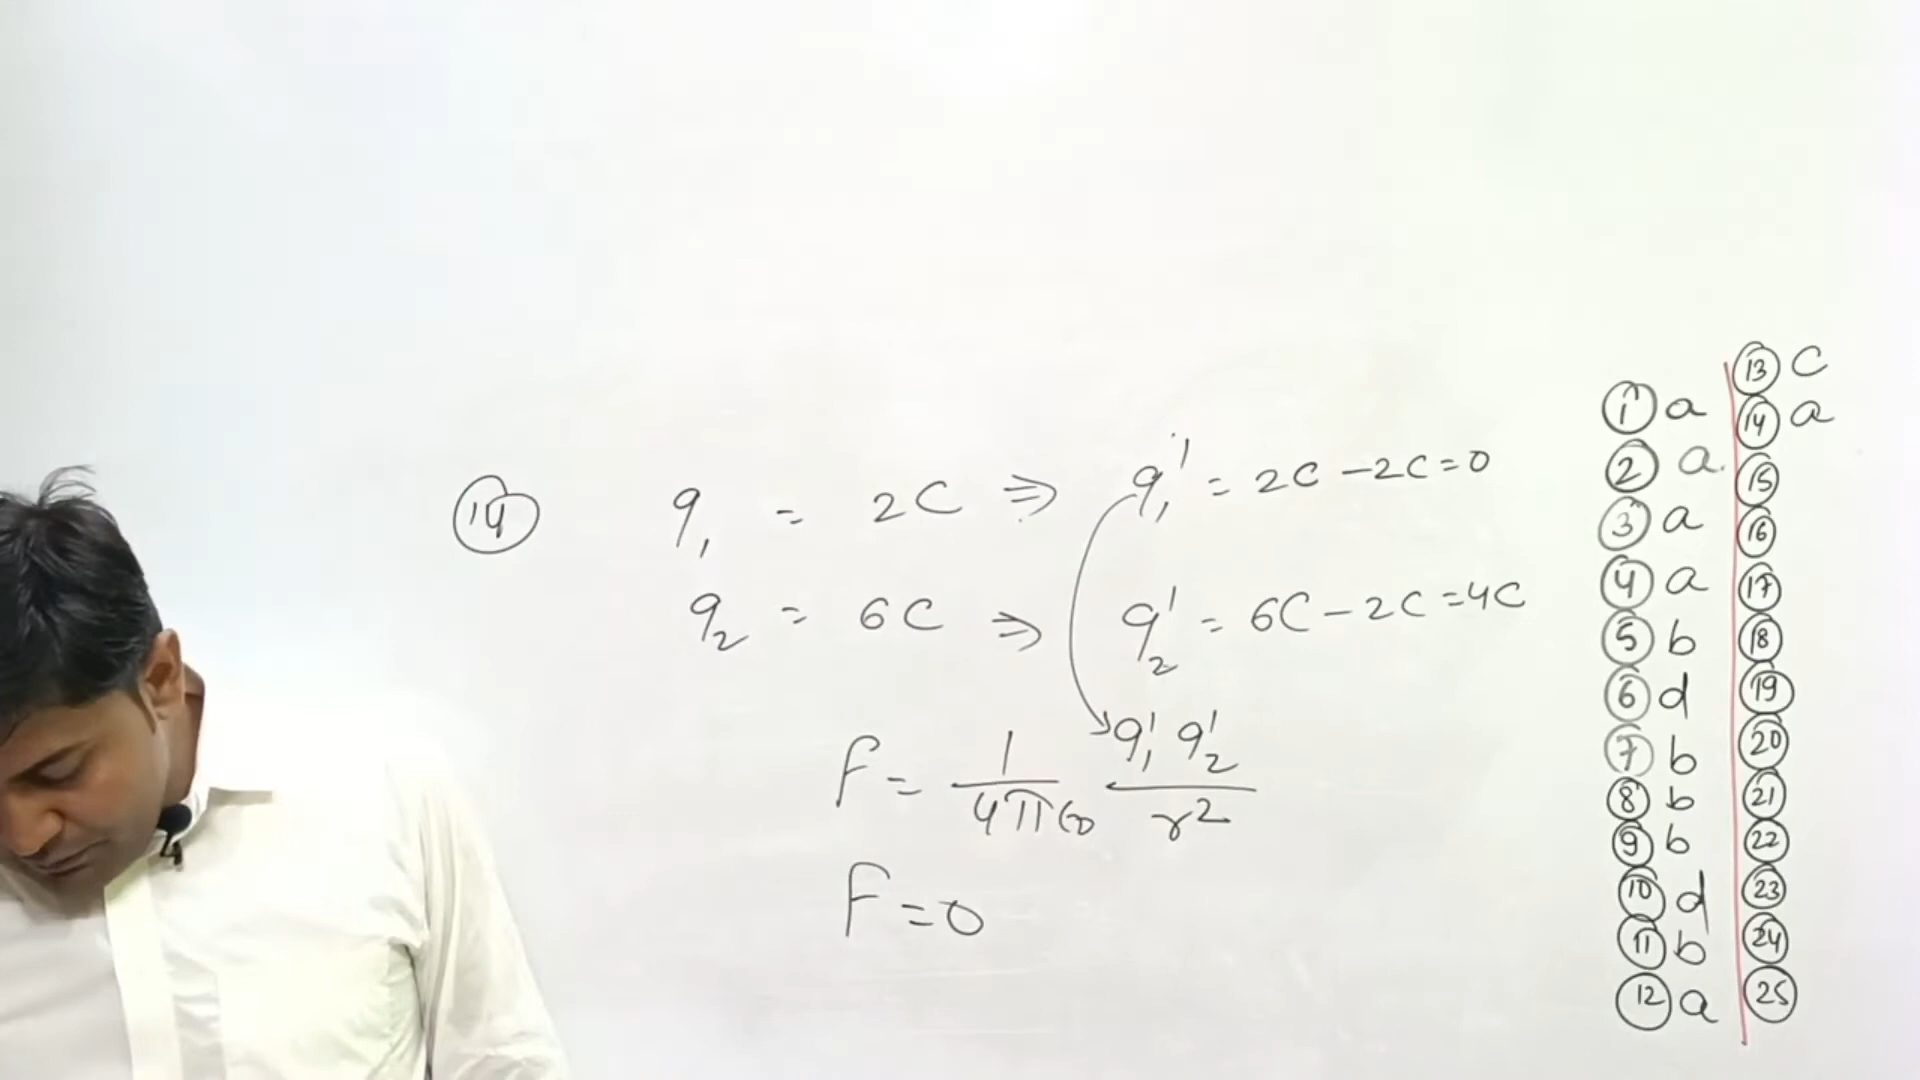 14 q₁ = 2C ⇒ q₁' = 2C - 2C = 0
q₂ = 6C ⇒ q₂' = 6C - 2C = 4C
F = 1/4π∈₀ q₁' q₂'/r²
F = 0
1 a
2 a.
3 a
4 a
5 b
6 d
7 b
8 b
9 b
10 d
11 b
12 a
13 c
14 a
15
16
17
18
19
20
21
22
23
24
25